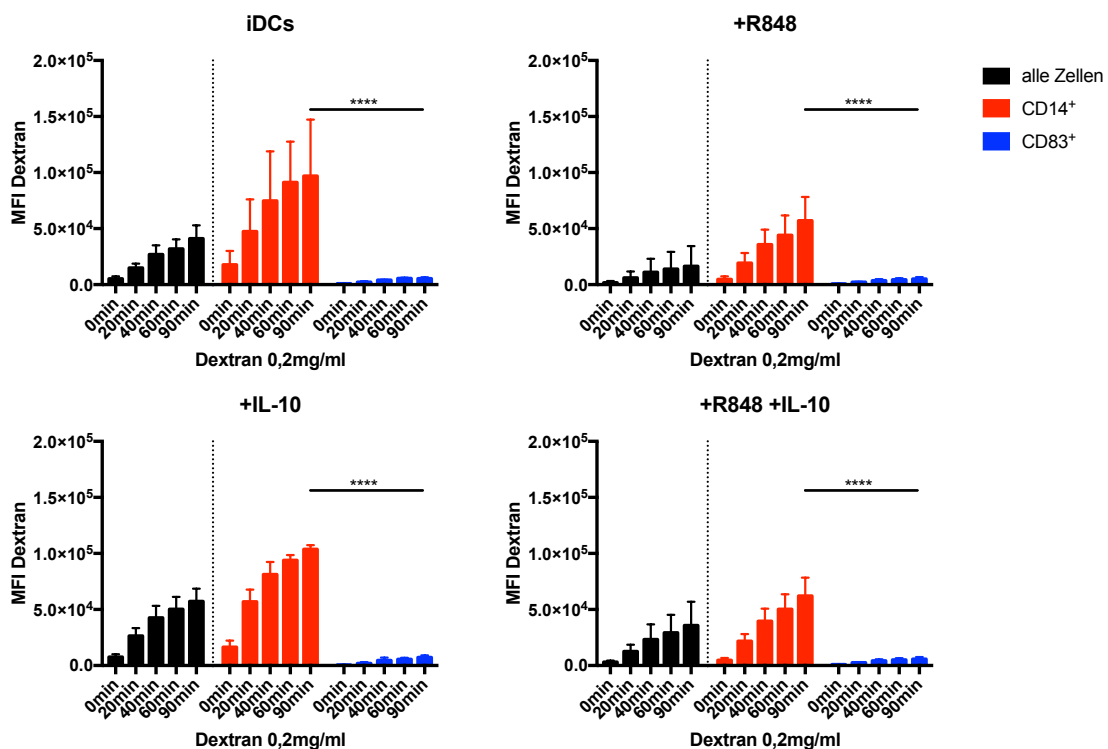 iDCs
MFI Dextran
2.0×10⁵
1.5×10⁵
1.0×10⁵
5.0×10⁴
0.0
****
0min 20min 40min 60min 90min 0min 20min 40min 60min 90min 0min 20min 40min 60min 90min
Dextran 0,2mg/ml
+R848
MFI Dextran
2.0×10⁵
1.5×10⁵
1.0×10⁵
5.0×10⁴
0.0
****
0min 20min 40min 60min 90min 0min 20min 40min 60min 90min 0min 20min 40min 60min 90min
Dextran 0,2mg/ml
alle Zellen
CD14⁺
CD83⁺
+IL-10
MFI Dextran
2.0×10⁵
1.5×10⁵
1.0×10⁵
5.0×10⁴
0.0
****
0min 20min 40min 60min 90min 0min 20min 40min 60min 90min 0min 20min 40min 60min 90min
Dextran 0,2mg/ml
+R848 +IL-10
MFI Dextran
2.0×10⁵
1.5×10⁵
1.0×10⁵
5.0×10⁴
0.0
****
0min 20min 40min 60min 90min 0min 20min 40min 60min 90min 0min 20min 40min 60min 90min
Dextran 0,2mg/ml